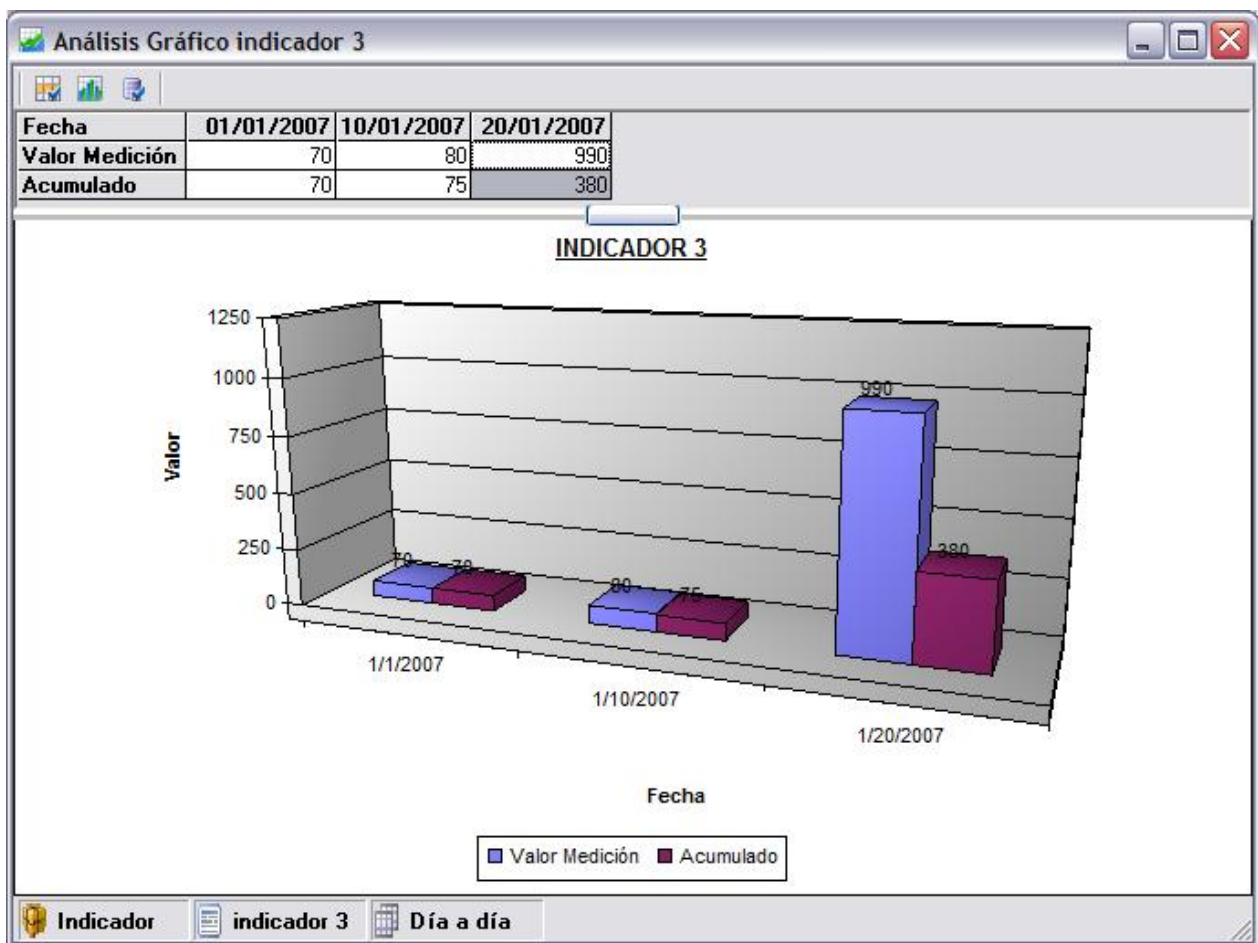 Análisis Gráfico indicador 3
Fecha 01/01/2007 10/01/2007 20/01/2007
Valor Medición 70 80 990
Acumulado 70 75 380
INDICADOR 3
1250
1000
750
500
250
0
Valor
70 70
80 75
990
380
1/1/2007
1/10/2007
1/20/2007
Fecha
Valor Medición Acumulado
Indicador indicador 3 Día a día